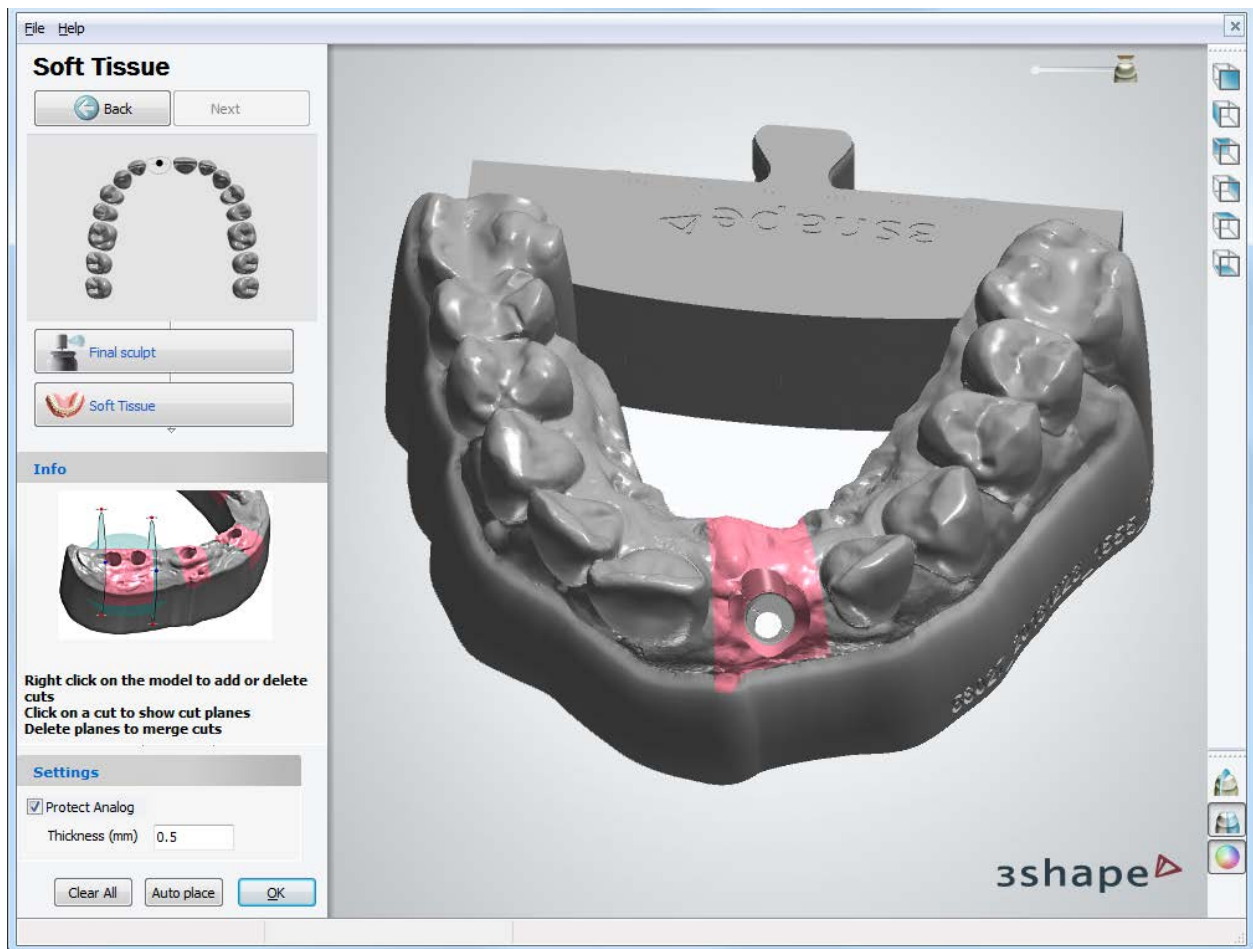 File Help
Soft Tissue
Back
Next
Final sculpt
Soft Tissue
Info
Right click on the model to add or delete
cuts
Click on a cut to show cut planes
Delete planes to merge cuts
Settings
Protect Analog
Thickness (mm) 0.5
Clear All
Auto place
OK
3shape
3shape